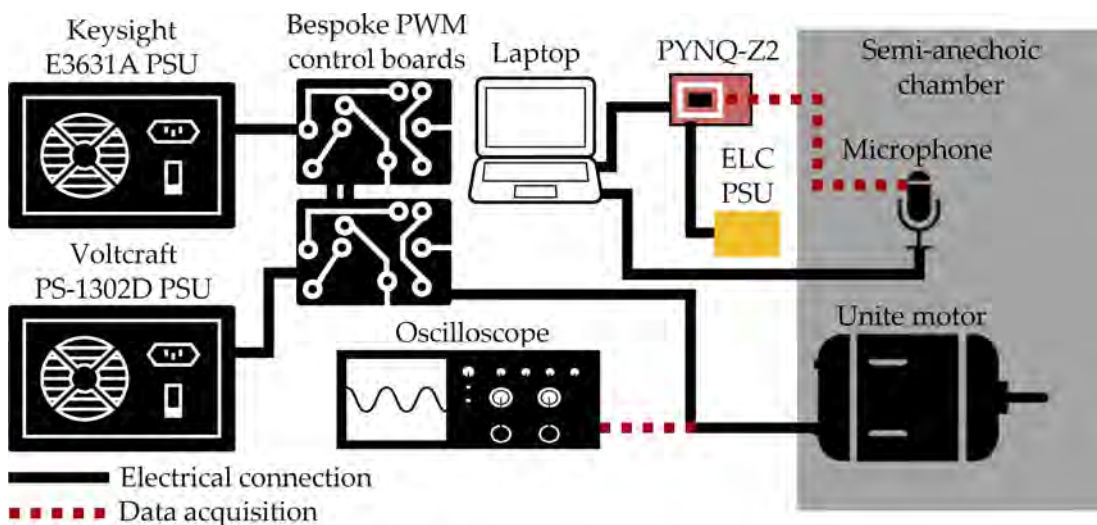 Keysight
E3631A PSU
Bespoke PWM
control boards
Laptop
PYNQ-Z2
Semi-anechoic
chamber
Microphone
ELC
PSU
Voltcraft
PS-1302D PSU
Oscilloscope
Unite motor
Electrical connection
Data acquisition